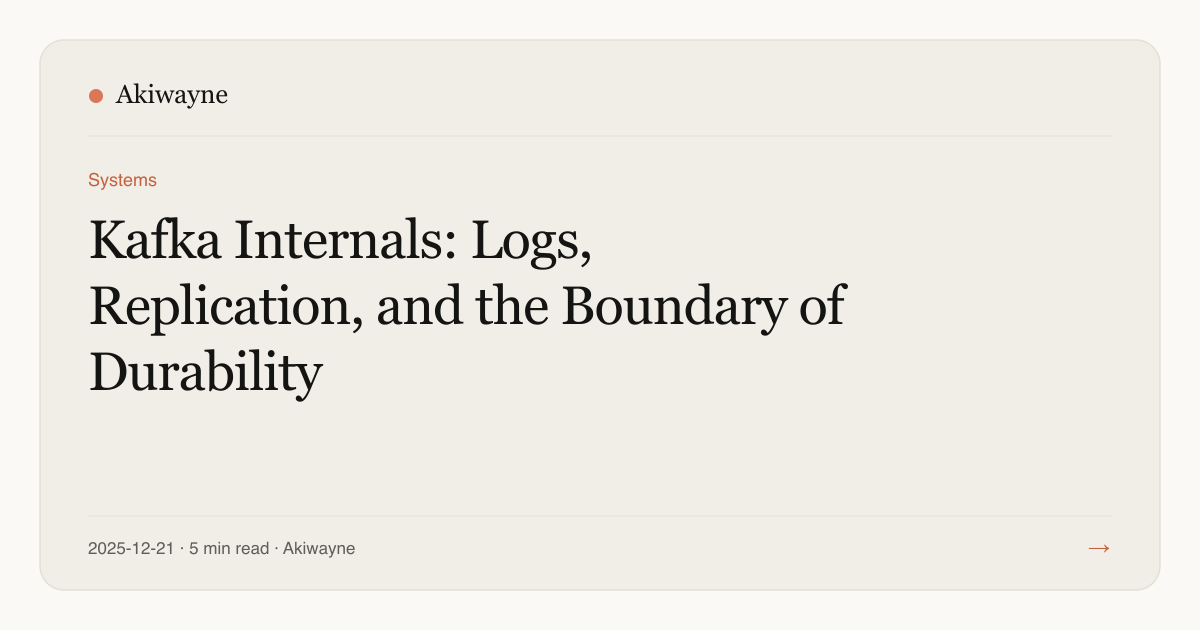 Akiwayne
Systems
Kafka Internals: Logs,
Replication, and the Boundary of
Durability
2025-12-21 · 5 min read · Akiwayne
→